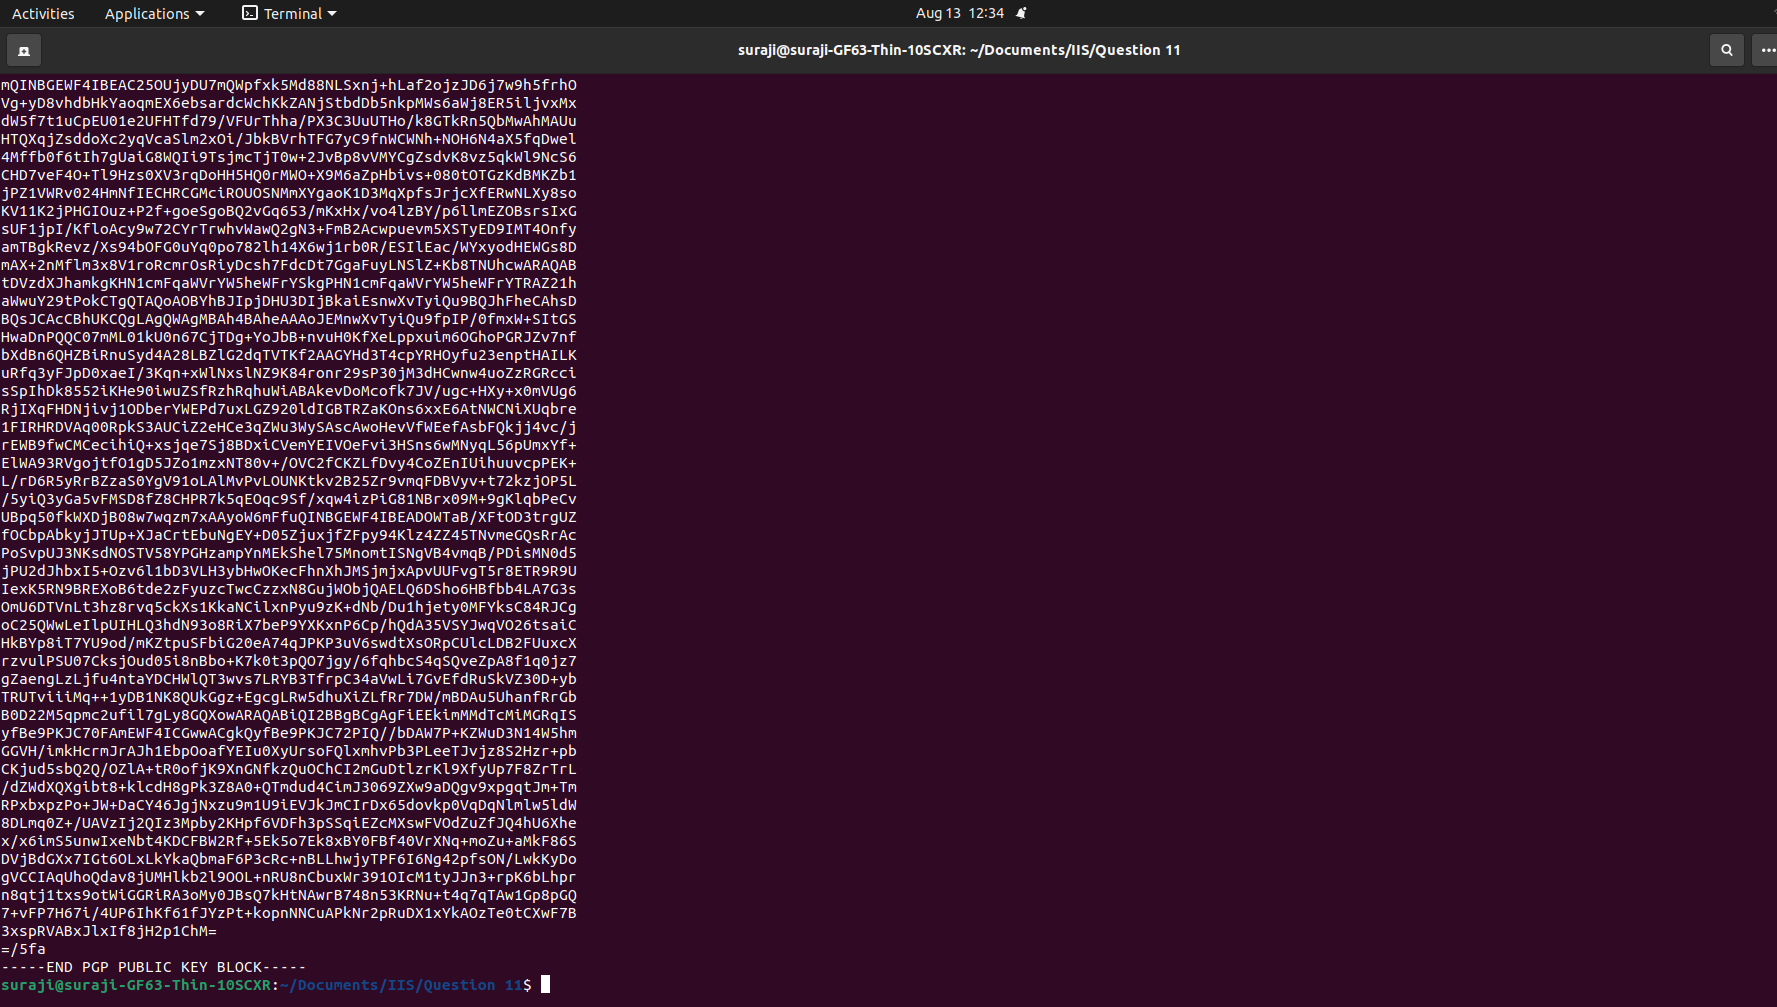 Activities Applications Terminal Aug 13 12:34
suraji@suraji-GF63-Thin-10SCXR: ~/Documents/IIS/Question 11
mQINBGEWF4IBEAC25OUjyDU7mQWpfxk5Md88NLSxnj+hLaf2ojzJD6j7w9h5frhO
Vg+yD8vhdbHkYaoqmEX6ebsardcWchKkZANjStbdDb5nkpMWs6aWj8ER5iljvxMx
dW5f7t1uCpEU01e2UFHTfd79/VFUrThha/PX3C3UuUTHo/k8GTkRn5QbMwAhMAUu
HTQXqjZsddoXc2yqVcaSlm2xOi/JbkBVrhTFG7yC9fnWCWNh+NOH6N4aX5fqDwel
4Mffb0f6tIh7gUaiG8WQIi9TsjmcTjT0w+2JvBp8vVMYCgZsdvK8vz5qkWl9NcS6
CHD7veF4O+Tl9Hzs0XV3rqDoHH5HQ0rMWO+X9M6aZpHbivs+080tOTGzKdBMKZb1
jPZ1VWRv024HmNfIECHRCGMciROUOSNMmXYgaoK1D3MqXpfsJrjcXfERwNLXy8so
KV11K2jPHGIOuz+P2f+goeSgoBQ2vGq653/mKxHx/vo4lzBY/p6llmEZOBsrsIxG
sUF1jpI/KfloAcy9w72CYrTrwhvWawQ2gN3+FmB2Acwpuevm5XSTyED9IMT4Onfy
amTBgkRevz/Xs94bOFG0uYq0po782lh14X6wj1rb0R/ESIlEac/WYxyodHEWGs8D
mAX+2nMflm3x8V1roRcmrOsRiyDcsh7FdcDt7GgaFuyLNSlZ+Kb8TNUhcwARAQAB
tDVzdXJhamkgKHN1cmFqaWVrYW5heWFrYSkgPHN1cmFqaWVrYW5heWFrYTRAZ21h
aWwuY29tPokCTgQTAQoAOBYhBJIpjDHU3DIjBkaiEsnwXvTyiQu9BQJhFheCAhsD
BQsJCAcCBhUKCQgLAgQWAgMBAh4BAheAAAoJEMnwXvTyiQu9fpIP/0fmxW+SItGS
HwaDnPQQC07mML01kU0n67CjTDg+YoJbB+nvuH0KfXeLppxuim6OGhoPGRJZv7nf
bXdBn6QHZBiRnuSyd4A28LBZlG2dqTVTKf2AAGYHd3T4cpYRHOyfu23enptHAILK
uRfq3yFJpD0xaeI/3Kqn+xWlNxslNZ9K84ronr29sP30jM3dHCwnw4uoZzRGRcci
sSpIhDk8552iKHe90iwuZSfRzhRqhuWiABAkevDoMcofk7JV/ugc+HXy+x0mVUg6
RjIXqFHDNjivj1ODberYWEPd7uxLGZ920ldIGBTRZaKOns6xxE6AtNWCNiXUqbre
1FIRHRDVAq00RpkS3AUCiZ2eHCe3qZWu3WySAscAwoHevVfWEefAsbFQkjj4vc/j
rEWB9fwCMCecihiQ+xsjqe7Sj8BDxiCVemYEIVOeFvi3HSns6wMNyqL56pUmxYf+
ElWA93RVgojtfO1gD5JZo1mzxNT80v+/OVC2fCKZLfDvy4CoZEnIUihuuvcpPEK+
L/rD6R5yRrBZzaS0YgV91oLAlMvPvLOUNKtkv2B25Zr9vmqFDBVyv+t72kzjOP5L
/5yiQ3yGa5vFMSD8fZ8CHPR7k5qEOqc9Sf/xqw4izPiG81NBrx09M+9gKlqbPeCv
UBpq50fkWXDjB08w7wqzm7xAAyoW6mFfuQINBGEWF4IBEADOWTaB/XFtOD3trgUZ
fOCbpAbkyjJTUp+XJaCrtEbuNgEY+D05ZjuxjfZFpy94Klz4ZZ45TNvmeGQsRrAc
PoSvpUJ3NKsdNOSTV58YPGHzampYnMEkShel75MnomtISNgVB4vmqB/PDisMN0d5
jPU2dJhbxI5+Ozv6l1bD3VLH3ybHwOKecFhnXhJMSjmjxApvUUFvgT5r8ETR9R9U
IexK5RN9BREXoB6tde2zFyuzcTwcCzzxN8GujWObjQAELQ6DSho6HBfbb4LA7G3s
OmU6DTVnLt3hz8rvq5ckXs1KkaNCilxnPyu9zK+dNb/Du1hjety0MFYksC84RJCg
oC25QWwLeIlpUIHLQ3hdN93o8RiX7beP9YXKxnP6Cp/hQdA35VSYJwqVO26tsaiC
HkBYp8iT7YU9od/mKZtpuSFbiG20eA74qJPKP3uV6swdtXsORpCUlcLDB2FUuxcX
rzvulPSU07CksjOud05i8nBbo+K7k0t3pQO7jgy/6fqhbcS4qSQveZpA8f1q0jz7
gZaengLzLjfu4ntaYDCHWlQT3wvs7LRYB3TfrpC34aVwLi7GvEfdRuSkVZ30D+yb
TRUTviiiMq++1yDB1NK8QUkGgz+EgcgLRw5dhuXiZLfRr7DW/mBDAu5UhanfRrGb
B0D22M5qpmc2ufil7gLy8GQXowARAQABiQI2BBgBCgAgFiEEkimMMdTcMiMGRqIS
yfBe9PKJC70FAmEWF4ICGwwACgkQyfBe9PKJC72PIQ//bDAW7P+KZWuD3N14W5hm
GGVH/imkHcrmJrAJh1EbpOoafYEIu0XyUrsoFQlxmhvPb3PLeeTJvjz8S2Hzr+pb
CKjud5sbQ2Q/OZlA+tR0ofjK9XnGNfkzQuOChCI2mGuDtlzrKl9XfyUp7F8ZrTrL
/dZWdXQXgibt8+klcdH8gPk3Z8A0+QTmdud4CimJ3069ZXw9aDQgv9xpgqtJm+Tm
RPxbxpzPo+JW+DaCY46JgjNxzu9m1U9iEVJkJmCIrDx65dovkp0VqDqNlmlw5ldW
8DLmq0Z+/UAVzIj2QIz3Mpby2KHpf6VDFh3pSSqiEZcMXswFVOdZuZfJQ4hU6Xhe
x/x6imS5unwIxeNbt4KDCFBW2Rf+5Ek5o7Ek8xBY0FBf40VrXNq+moZu+aMkF86S
DVjBdGXx7IGt6OLxLkYkaQbmaF6P3cRc+nBLLhwjyTPF6I6Ng42pfsON/LwkKyDo
gVCCIAqUhoQdav8jUMHlkb2l9OOL+nRU8nCbuxWr391OIcM1tyJJn3+rpK6bLhpr
n8qtj1txs9otWiGGRiRA3oMy0JBsQ7kHtNAwrB748n53KRNu+t4q7qTAw1Gp8pGQ
7+vFP7H67i/4UP6IhKf61fJYzPt+kopnNNCuAPkNr2pRuDX1xYkAOzTe0tCXwF7B
3xspRVABxJlxIf8jH2p1ChM=
=/5fa
-----END PGP PUBLIC KEY BLOCK-----
suraji@suraji-GF63-Thin-10SCXR:~/Documents/IIS/Question 11$